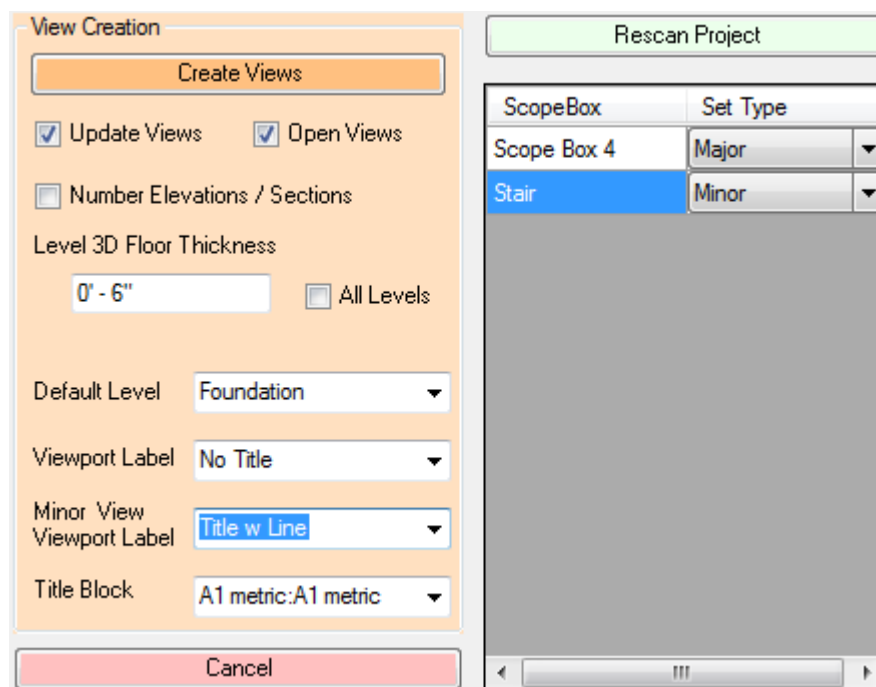 View Creation
Create Views
Update Views
Open Views
Number Elevations / Sections
Level 3D Floor Thickness
0' - 6"
All Levels
Default Level
Foundation
Viewport Label
No Title
Minor View
Viewport Label
Title w Line
Title Block
A1 metric:A1 metric
Cancel
Rescan Project
ScopeBox
Set Type
Scope Box 4
Major
Stair
Minor